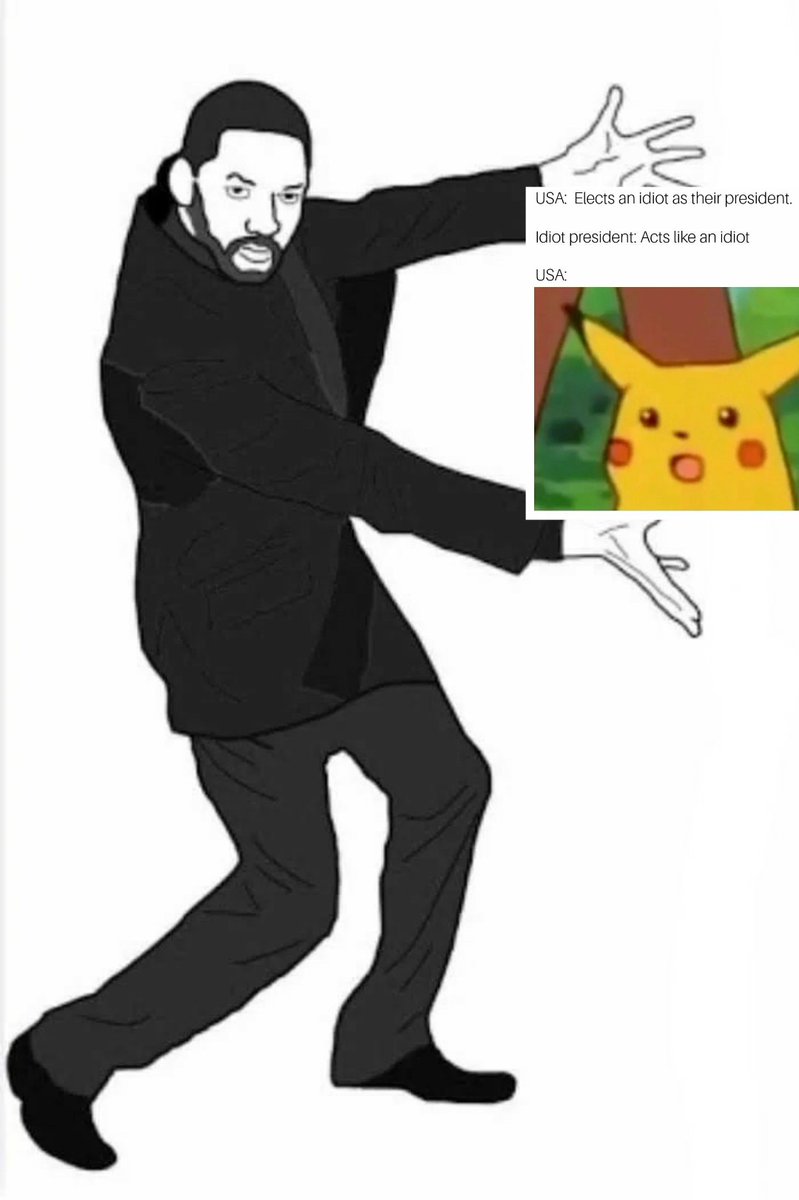 USA: Elects an idiot as their president.
Idiot president: Acts like an idiot
USA: